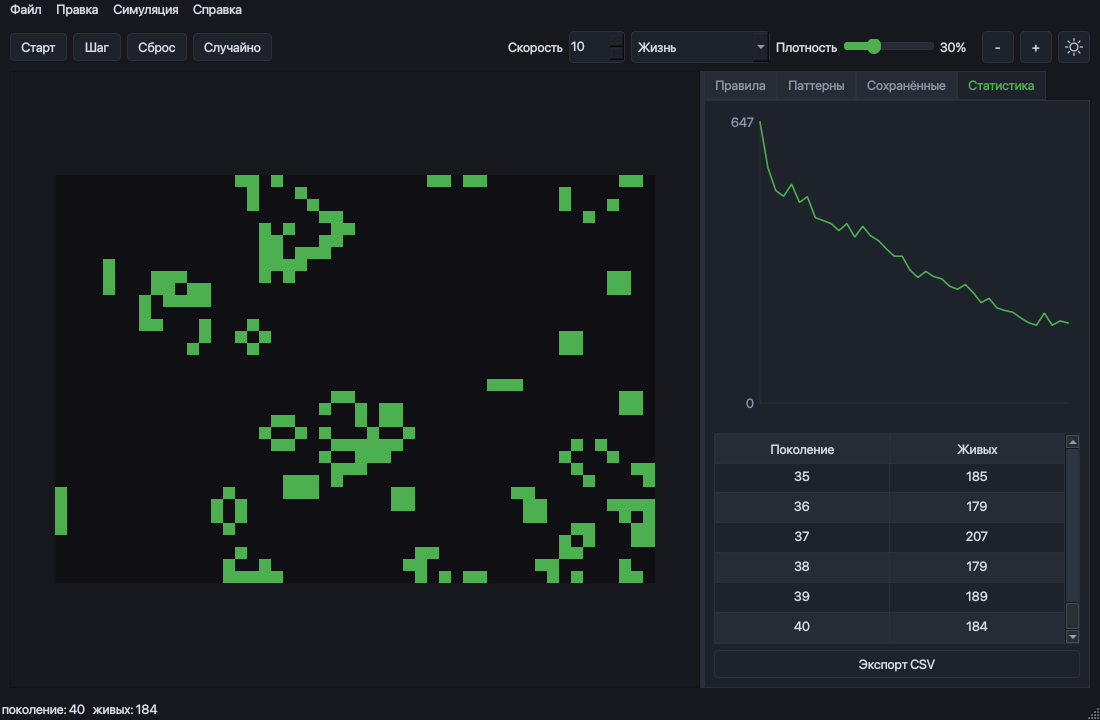 Файл Правка Симуляция Справка
Старт Шаг Сброс Случайно Скорость 10 Жизнь Плотность 30% - +
Правила Паттерны Сохранённые Статистика
647
0
Поколение Живых
35 185
36 179
37 207
38 179
39 189
40 184
Экспорт CSV
поколение: 40 живых: 184